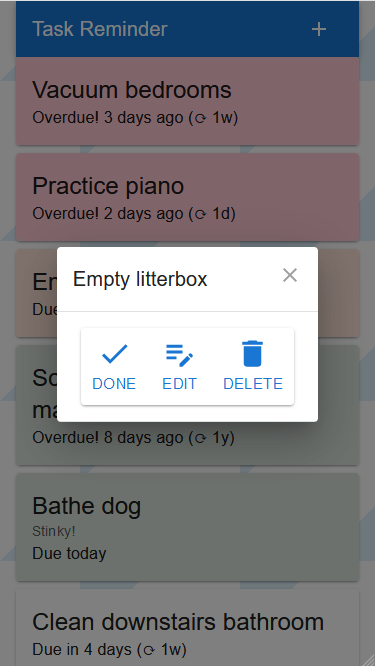 Task Reminder +
Vacuum bedrooms
Overdue! 3 days ago (⟳ 1w)
Practice piano
Overdue! 2 days ago (⟳ 1d)
Empty litterbox
DONE EDIT DELETE
Overdue! 8 days ago (⟳ 1y)
Bathe dog
Stinky!
Due today
Clean downstairs bathroom
Due in 4 days (⟳ 1w)